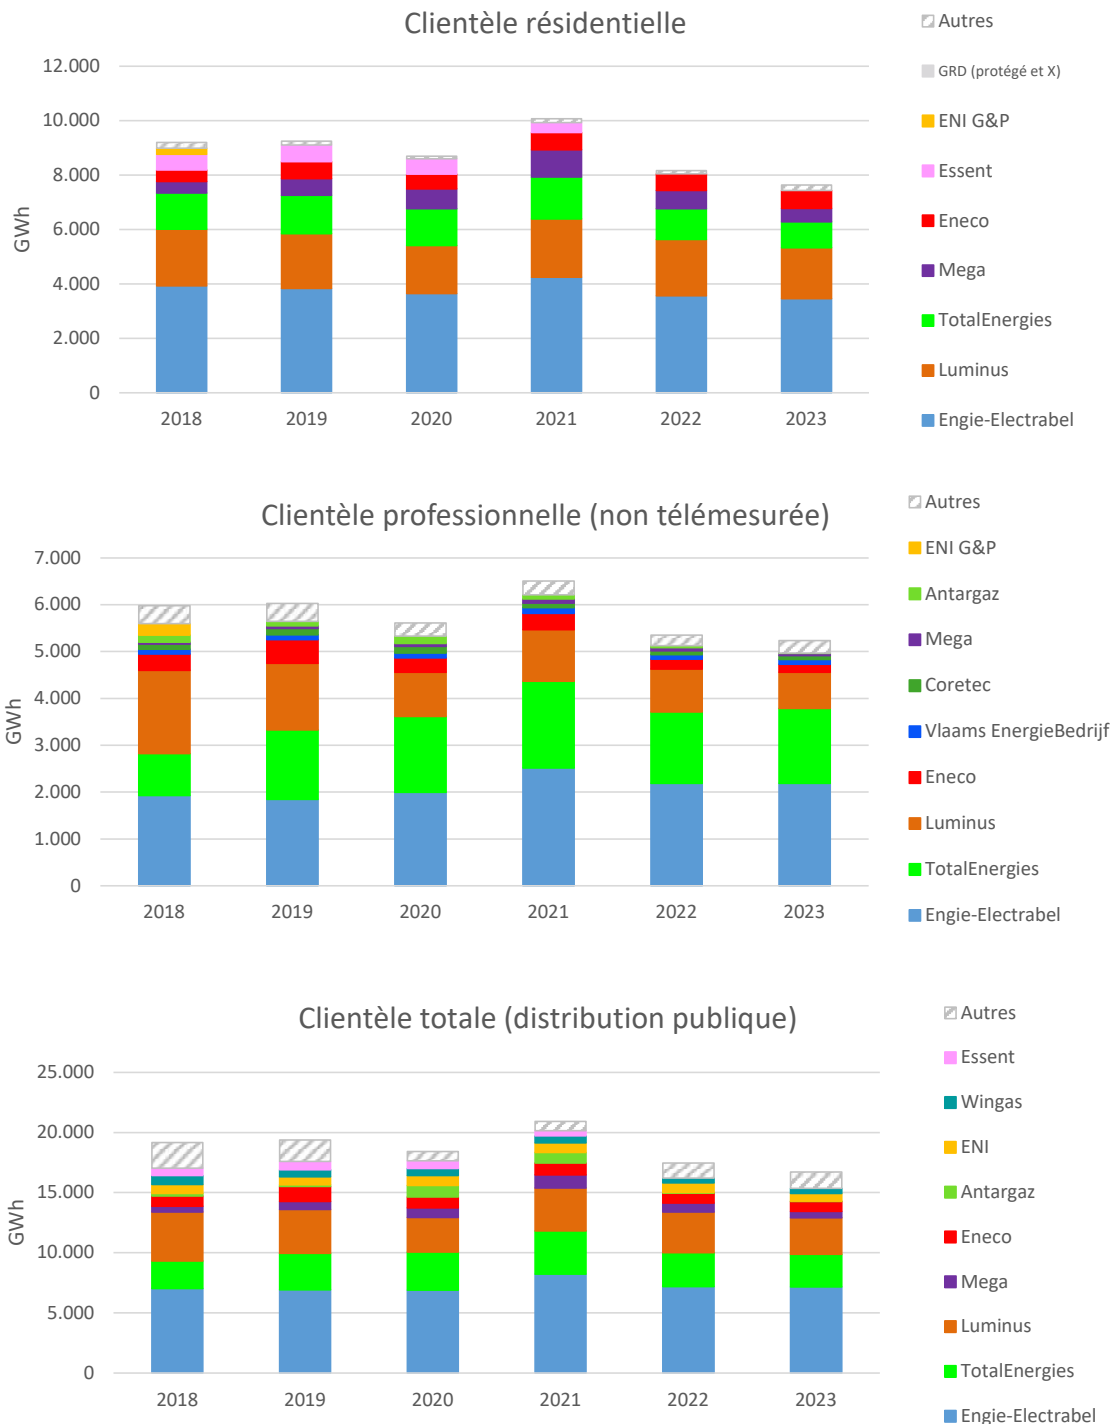 Clientèle résidentielle
12.000
10.000
8.000
6.000
4.000
2.000
0
GWh
2018 2019 2020 2021 2022 2023
Autres
GRD (protégé et X)
ENI G&P
Essent
Eneco
Mega
TotalEnergies
Luminus
Engie-Electrabel
Clientèle professionnelle (non télémesurée)
7.000
6.000
5.000
4.000
3.000
2.000
1.000
0
GWh
2018 2019 2020 2021 2022 2023
Autres
ENI G&P
Antargaz
Mega
Coretec
Vlaams EnergieBedrijf
Eneco
Luminus
TotalEnergies
Engie-Electrabel
Clientèle totale (distribution publique)
25.000
20.000
15.000
10.000
5.000
0
GWh
2018 2019 2020 2021 2022 2023
Autres
Essent
Wingas
ENI
Antargaz
Eneco
Mega
Luminus
TotalEnergies
Engie-Electrabel